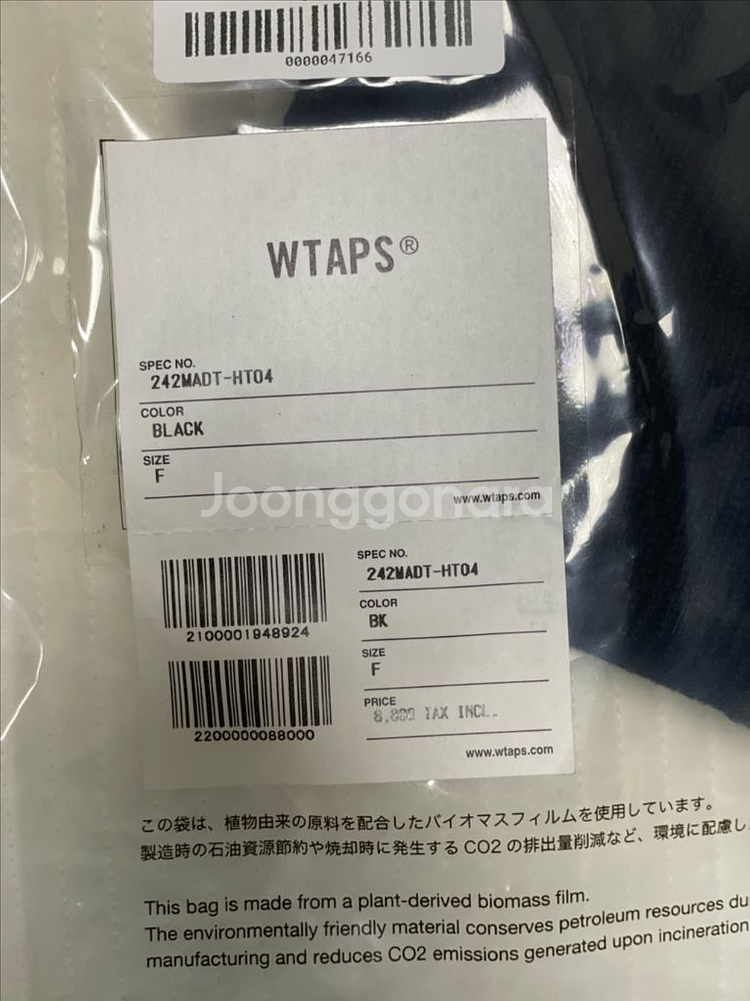 0000047166
WTAPS®
SPEC NO.
242MADT-HT04
COLOR
BLACK
SIZE
F
www.wtaps.com
Joonggonara
2100001948924
2200000088000
SPEC NO.
242MADT-HT04
COLOR
BK
SIZE
F
PRICE
TAX INCL.
www.wtaps.com
この袋は、植物由来の原料を配合したバイオマスフィルムを使用しています。
製造時の石油資源節約や焼却時に発生する CO2 の排出量削減など、環境に配慮し
This bag is made from a plant-derived biomass film.
The environmentally friendly material conserves petroleum resources du
manufacturing and reduces CO2 emissions generated upon incineration